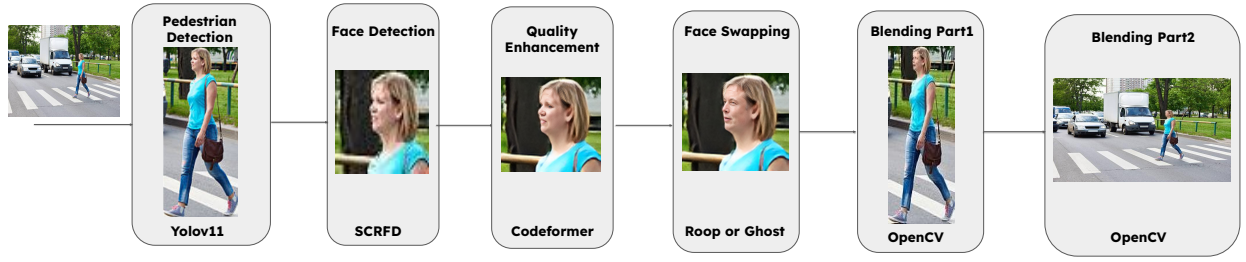 Pedestrian
Detection
Yolov11
Face Detection
SCRFD
Quality
Enhancement
Codeformer
Face Swapping
Roop or Ghost
Blending Part1
OpenCV
Blending Part2
OpenCV